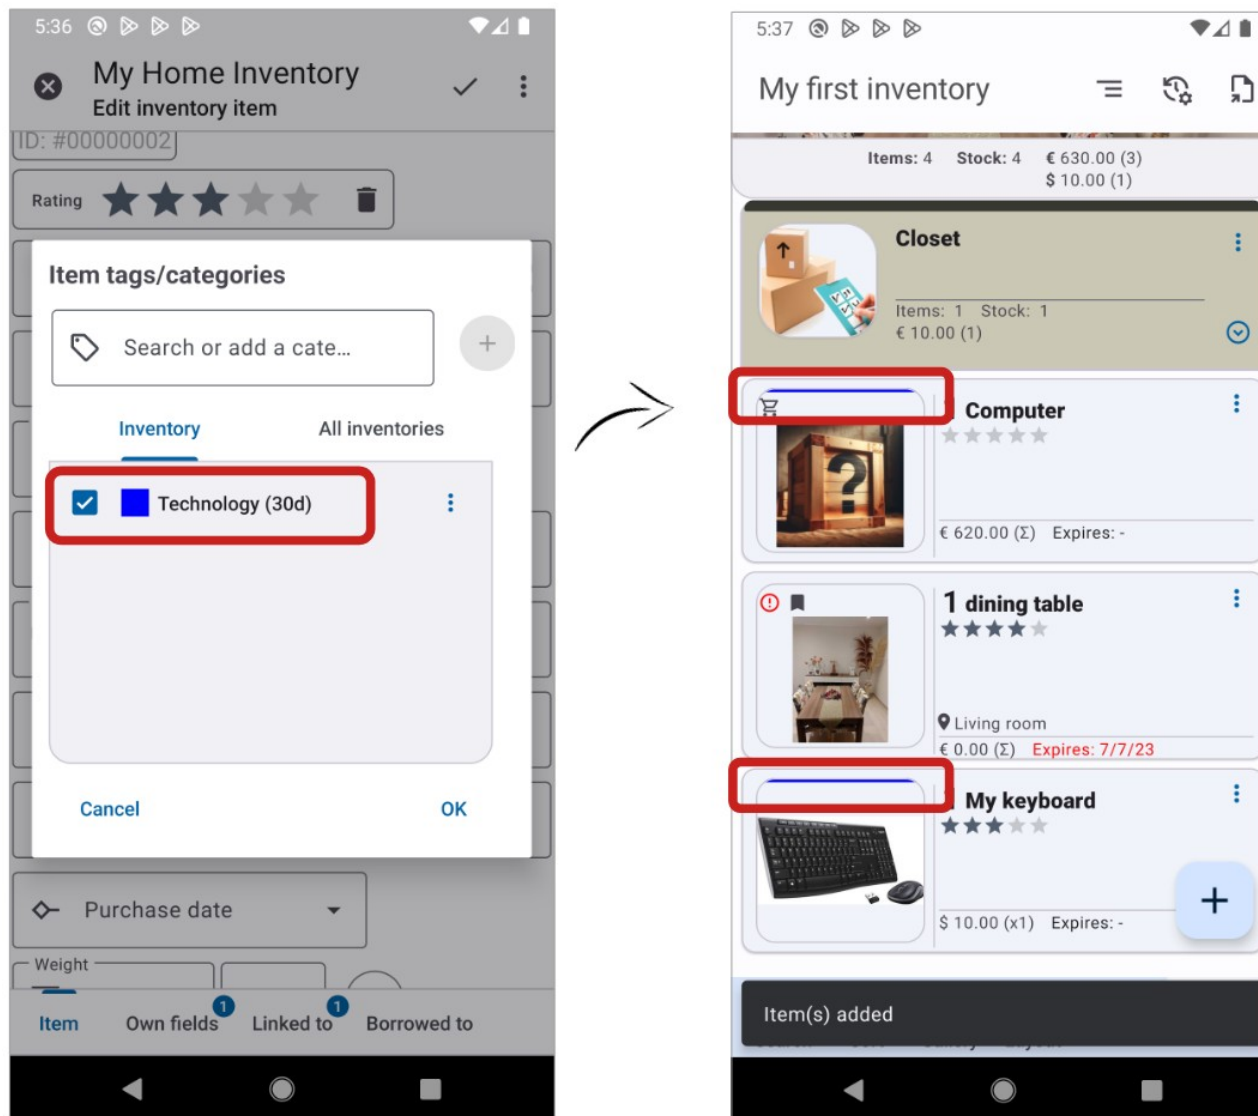 5:36
My Home Inventory
Edit inventory item
ID: #00000002
Rating
Item tags/categories
Search or add a cate...
Inventory All inventories
Technology (30d)
Cancel OK
Purchase date
Weight
Item Own fields 1 Linked to 1 Borrowed to
5:37
My first inventory
Items: 4 Stock: 4 € 630.00 (3)
$ 10.00 (1)
Closet
Items: 1 Stock: 1
€ 10.00 (1)
Computer
€ 620.00 (Σ) Expires: -
1 dining table
Living room
€ 0.00 (Σ) Expires: 7/7/23
My keyboard
$ 10.00 (x1) Expires: -
Item(s) added